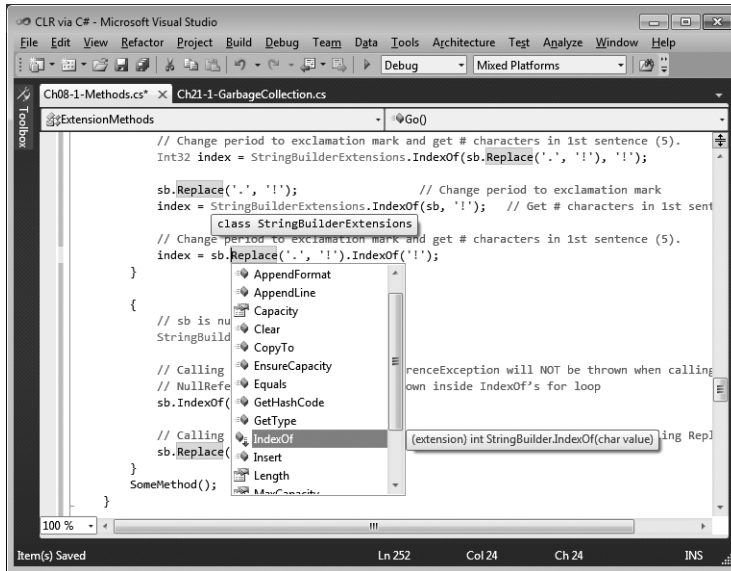 CLR via C# - Microsoft Visual Studio
File Edit View Refactor Project Build Debug Team Data Tools Architecture Test Analyze Window Help
Debug Mixed Platforms
Toolbox
Ch08-1-Methods.cs* Ch21-1-GarbageCollection.cs
ExtensionMethods Go()
// Change period to exclamation mark and get # characters in 1st sentence (5).
Int32 index = StringBuilderExtensions.IndexOf(sb.Replace('.', '!'), '!');
sb.Replace('.', '!'); // Change period to exclamation mark
index = StringBuilderExtensions.IndexOf(sb, '!'); // Get # characters in 1st sent
class StringBuilderExtensions
// Change period to exclamation mark and get # characters in 1st sentence (5).
index = sb.Replace('.', '!').IndexOf('!');
}
AppendFormat
AppendLine
{
Capacity
// sb is nu
Clear
StringBuild
CopyTo
// Calling EnsureCapacity renceException will NOT be thrown when calling
// NullRefe Equals own inside IndexOf's for loop
sb.IndexOf( GetHashCode
GetType
// Calling IndexOf (extension) int StringBuilder.IndexOf(char value) ing Repl
sb.Replace( Insert
}
Length
SomeMethod(); MaxCapacity
}
100 %
Item(s) Saved Ln 252 Col 24 Ch 24 INS